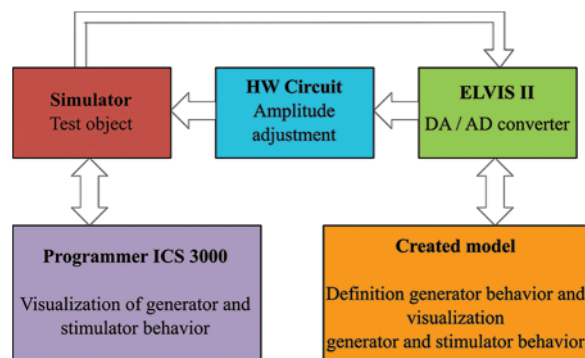 Simulator
Test object
HW Circuit
Amplitude
adjustment
ELVIS II
DA / AD converter
Programmer ICS 3000
Visualization of generator and
stimulator behavior
Created model
Definition generator behavior and
visualization
generator and stimulator behavior